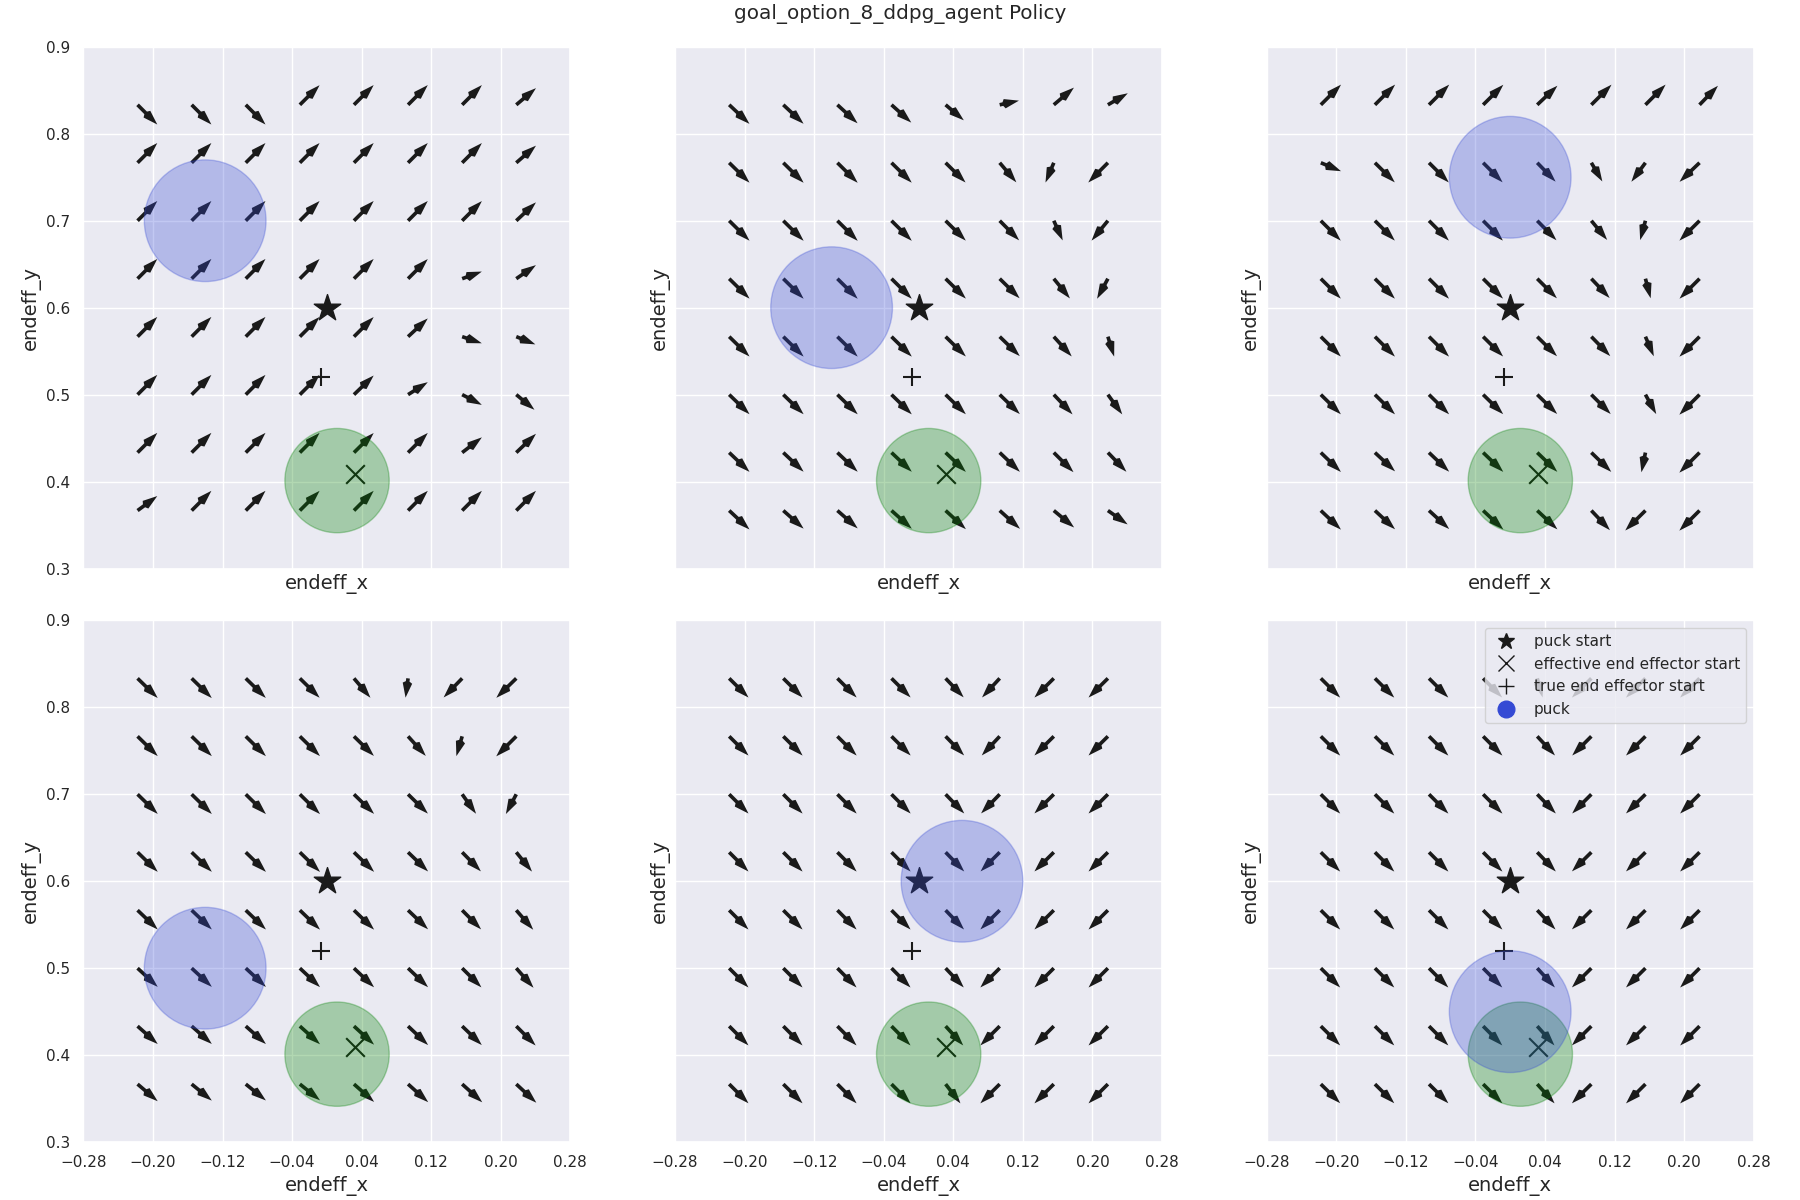 goal_option_8_ddpg_agent Policy
0.9
0.8
0.7
0.6
0.5
0.4
0.3
endeff_y
endeff_x
endeff_y
endeff_x
endeff_y
endeff_x
0.9
0.8
0.7
0.6
0.5
0.4
0.3
endeff_y
−0.28 −0.20 −0.12 −0.04 0.04 0.12 0.20 0.28
endeff_x
endeff_y
−0.28 −0.20 −0.12 −0.04 0.04 0.12 0.20 0.28
endeff_x
puck start
effective end effector start
true end effector start
puck
endeff_y
−0.28 −0.20 −0.12 −0.04 0.04 0.12 0.20 0.28
endeff_x